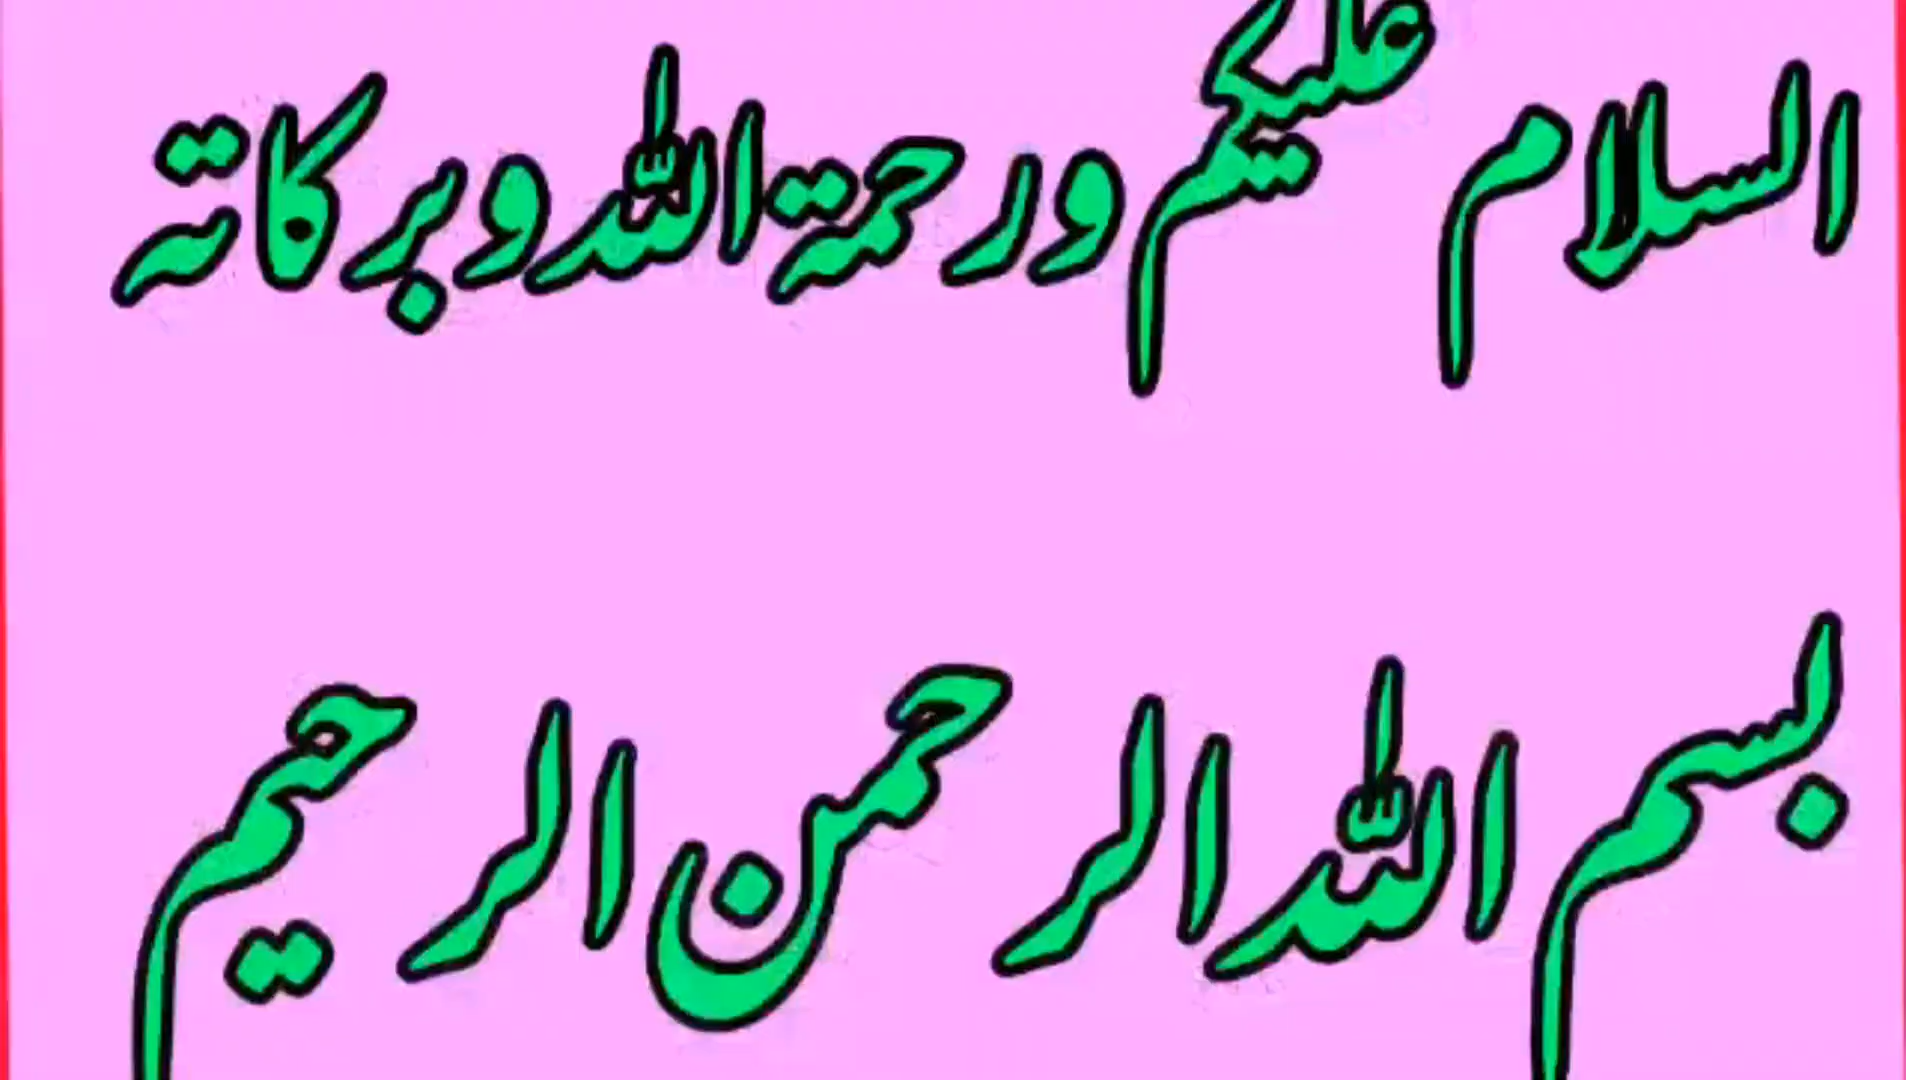 السلام علیکم ورحمۃ اللہ وبرکاتہ
بسم اللہ الرحمن الرحیم